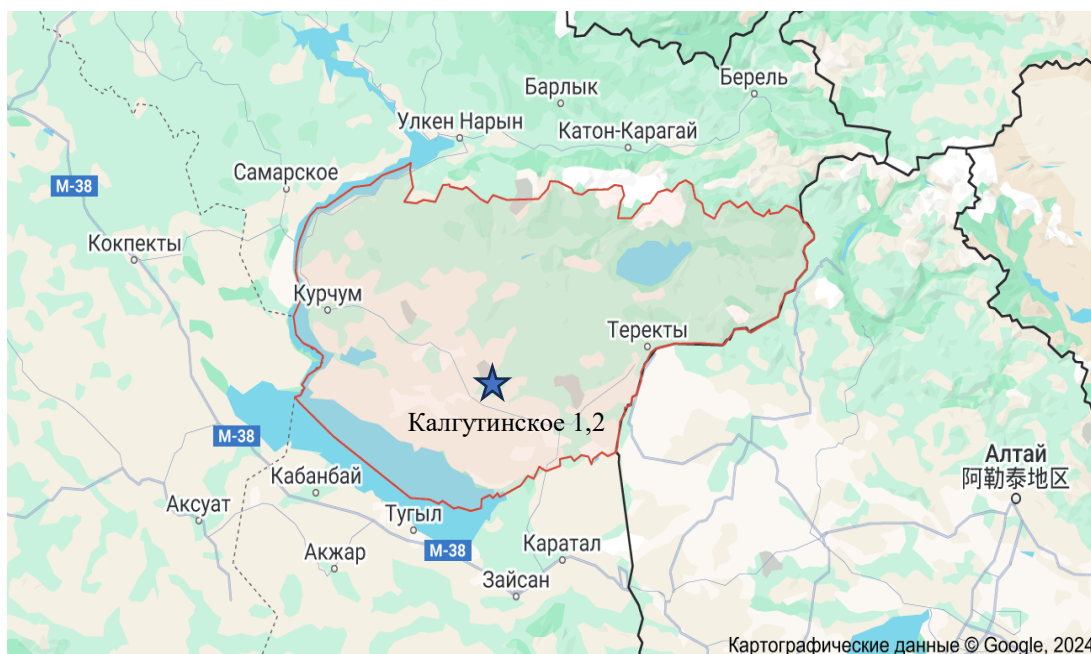 Барлык
Берель
Улкен Нарын
Катон-Карагай
Самарское
М-38
Кокпекты
Курчум
Теректы
Калгутинское 1,2
М-38
Алтай
阿勒泰地区
Кабанбай
Аксуат
Тугыл
М-38
Акжар
Каратал
Зайсан
Картографические данные © Google, 2024